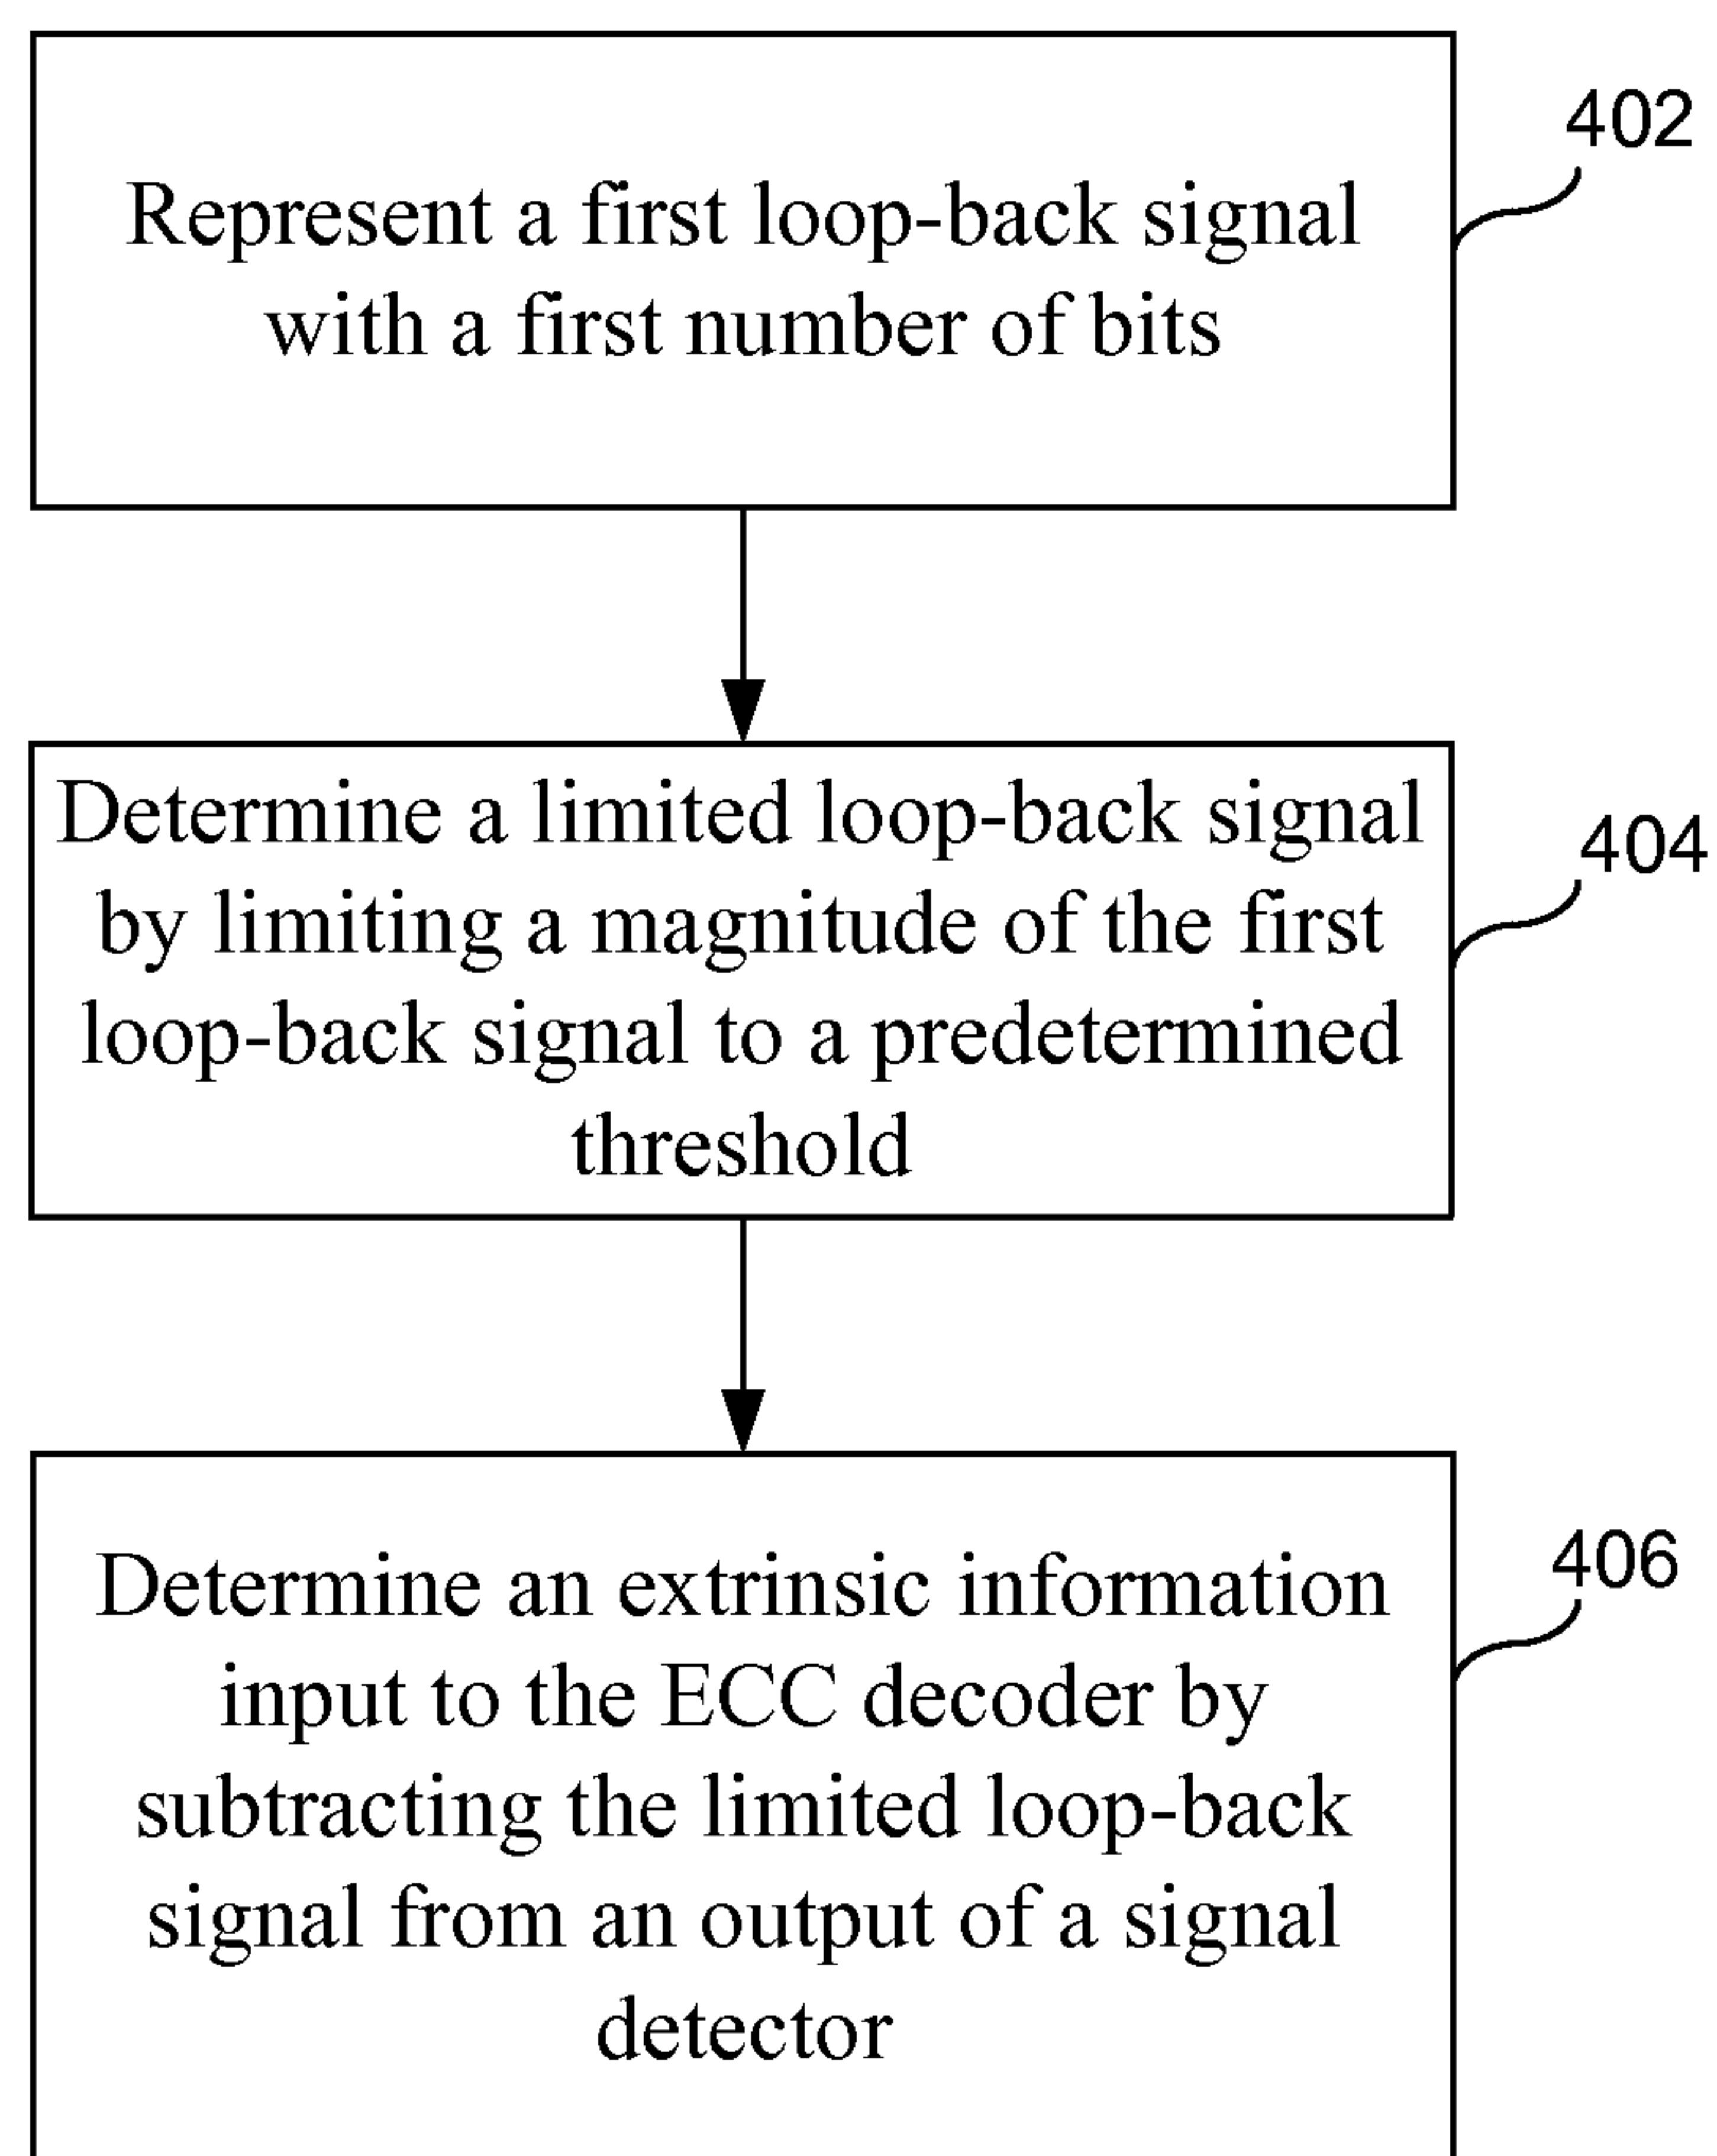 402
Represent a first loop-back signal
with a first number of bits
404
Determine a limited loop-back signal
by limiting a magnitude of the first
loop-back signal to a predetermined
threshold
406
Determine an extrinsic information
input to the ECC decoder by
subtracting the limited loop-back
signal from an output of a signal
detector